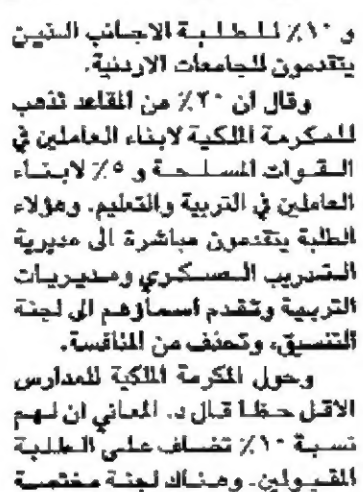 و ١٠٪ للطلبة الاجانب الذين
يتقدمون للجامعات الاردنية.
وقال ان ٢٠٪ من المقاعد تذهب
للمكرمة الملكية لابناء العاملين في
القوات المسلحة و ٥٪ لابناء
العاملين في التربية والتعليم. وهؤلاء
الطلبة يتقدمون مباشرة الى مديرية
التدريب العسكري ومديريات
التربية وتقدم اسماؤهم الى لجنة
التنسيق، وتحذف من المنافسة.
وحول المكرمة الملكية للمدارس
الاقل حظا قال د. المعاني ان لهم
نسبة ١٠٪ تضاف على الطلبة
المقبولين. وهناك لجنة مختصة